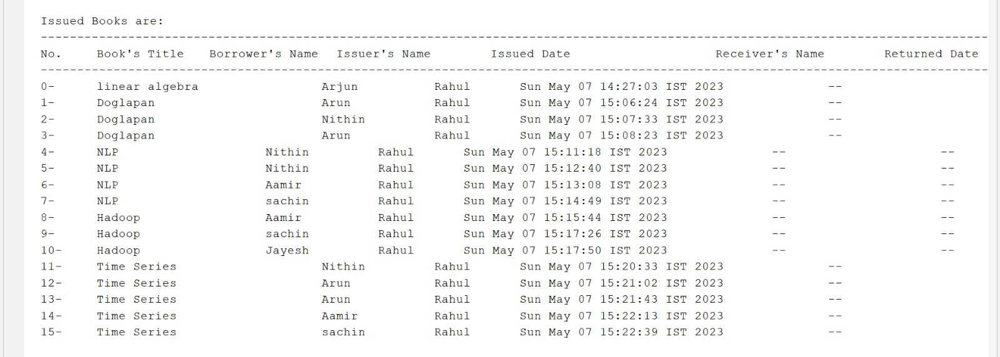 Issued Books are:
--------------------------------------------------------------------------------------------------------------------------------
No. Book's Title Borrower's Name Issuer's Name Issued Date Receiver's Name Returned Date
--------------------------------------------------------------------------------------------------------------------------------
0- linear algebra Arjun Rahul Sun May 07 14:27:03 IST 2023 --
1- Doglapan Arun Rahul Sun May 07 15:06:24 IST 2023 --
2- Doglapan Nithin Rahul Sun May 07 15:07:33 IST 2023 --
3- Doglapan Arun Rahul Sun May 07 15:08:23 IST 2023 --
4- NLP Nithin Rahul Sun May 07 15:11:18 IST 2023 -- --
5- NLP Nithin Rahul Sun May 07 15:12:40 IST 2023 -- --
6- NLP Aamir Rahul Sun May 07 15:13:08 IST 2023 -- --
7- NLP sachin Rahul Sun May 07 15:14:49 IST 2023 -- --
8- Hadoop Aamir Rahul Sun May 07 15:15:44 IST 2023 -- --
9- Hadoop sachin Rahul Sun May 07 15:17:26 IST 2023 -- --
10- Hadoop Jayesh Rahul Sun May 07 15:17:50 IST 2023 -- --
11- Time Series Nithin Rahul Sun May 07 15:20:33 IST 2023 --
12- Time Series Arun Rahul Sun May 07 15:21:02 IST 2023 --
13- Time Series Arun Rahul Sun May 07 15:21:43 IST 2023 --
14- Time Series Aamir Rahul Sun May 07 15:22:13 IST 2023 --
15- Time Series sachin Rahul Sun May 07 15:22:39 IST 2023 --